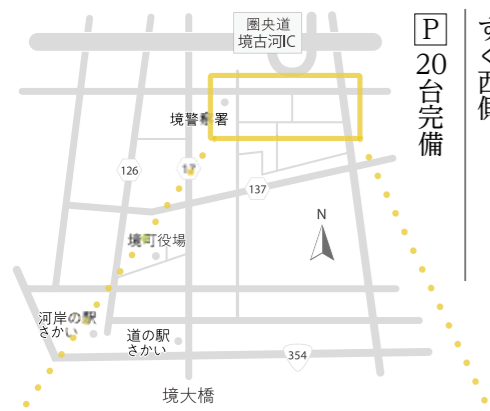 すぐ西側
P 20台完備
圏央道
境古河IC
境警察署
126
17
137
N
境町役場
河岸の駅
さかい
道の駅
さかい
354
境大橋